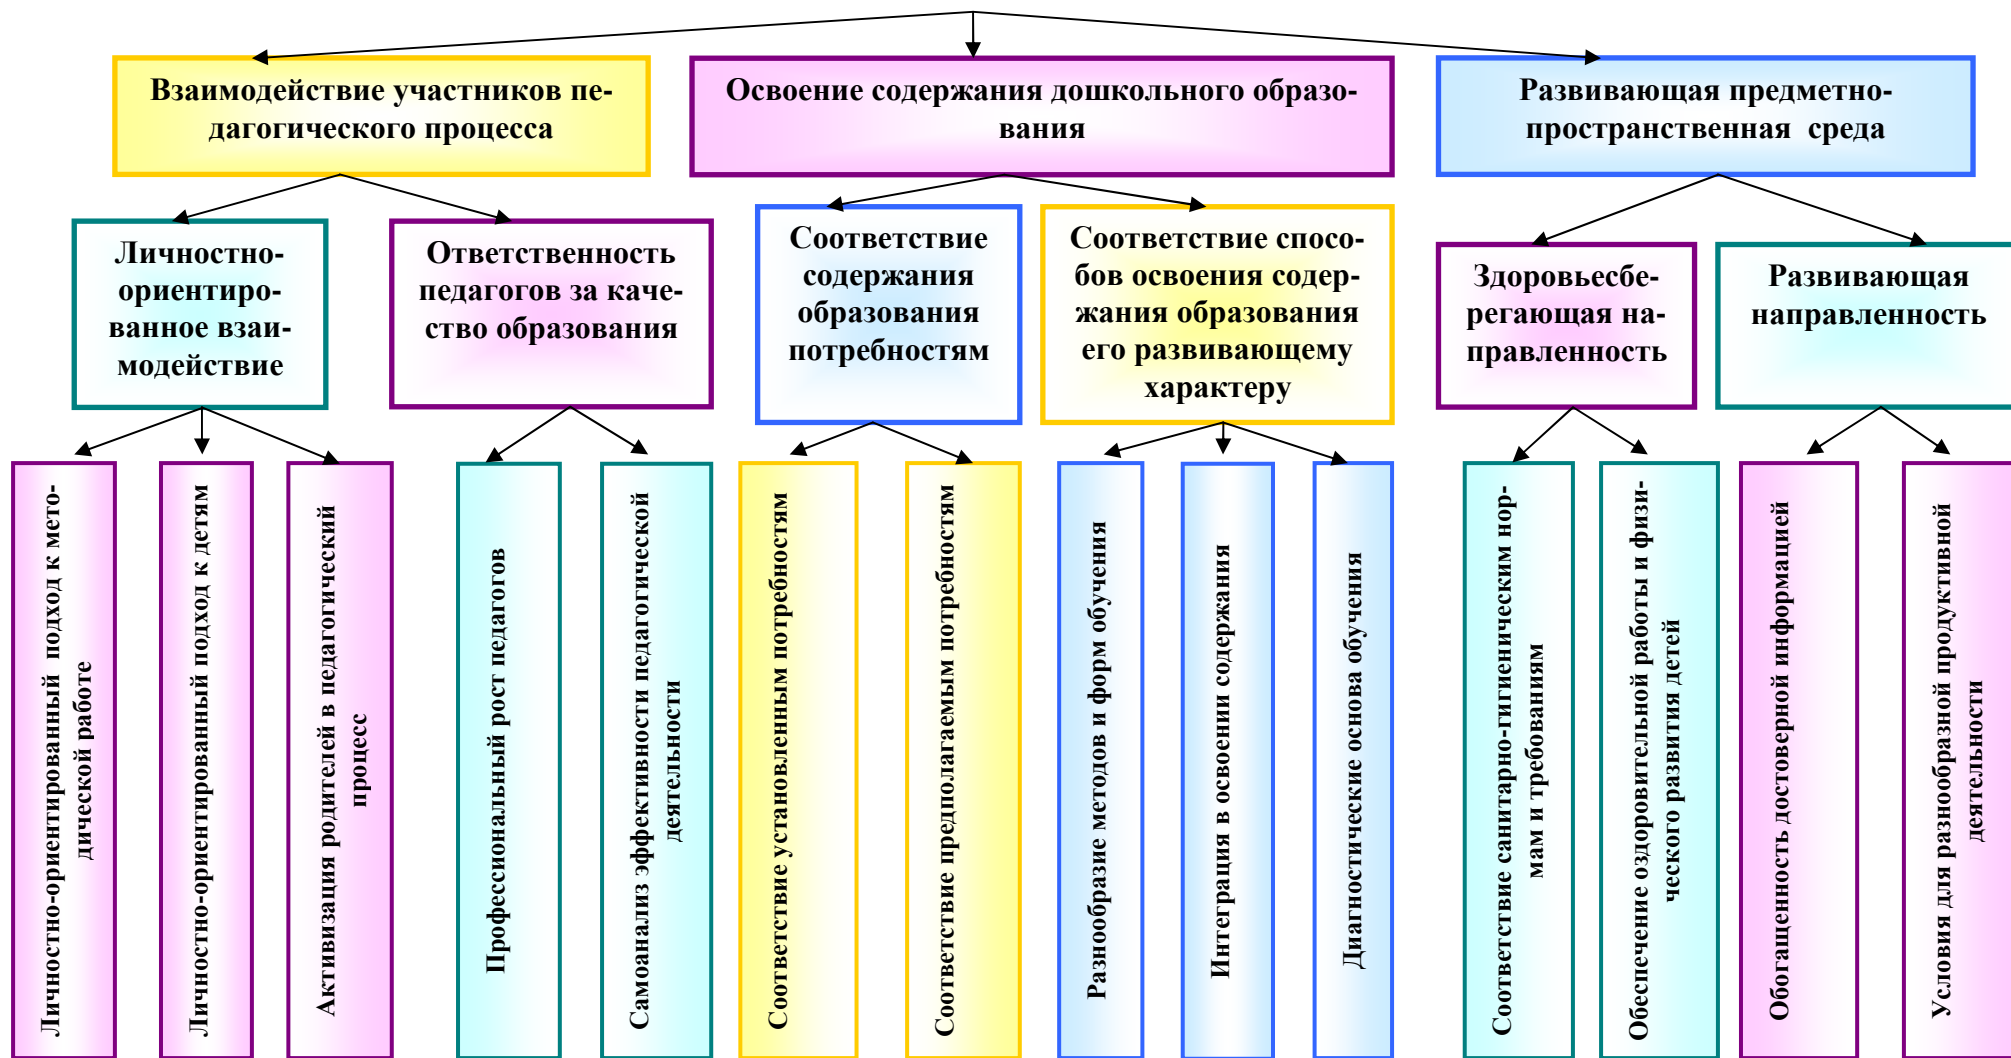 Взаимодействие участников пе-
дагогического процесса
Освоение содержания дошкольного образо-
вания
Развивающая предметно-
пространственная среда
Личностно-
ориентиро-
ванное взаи-
модействие
Ответственность
педагогов за каче-
ство образования
Соответствие
содержания
образования
потребностям
Соответствие спосо-
бов освоения содер-
жания образования
его развивающему
характеру
Здоровьесбе-
регающая на-
правленность
Развивающая
направленность
Личностно-ориентированный подход к мето-
дической работе
Личностно-ориентированный подход к детям
Активизация родителей в педагогический
процесс
Профессиональный рост педагогов
Самоанализ эффективности педагогической
деятельности
Соответствие установленным потребностям
Соответствие предполагаемым потребностям
Разнообразие методов и форм обучения
Интеграция в освоении содержания
Диагностические основа обучения
Соответствие санитарно-гигиеническим нор-
мам и требованиям
Обеспечение оздоровительной работы и физи-
ческого развития детей
Обогащенность достоверной информацией
Условия для разнообразной продуктивной
деятельности